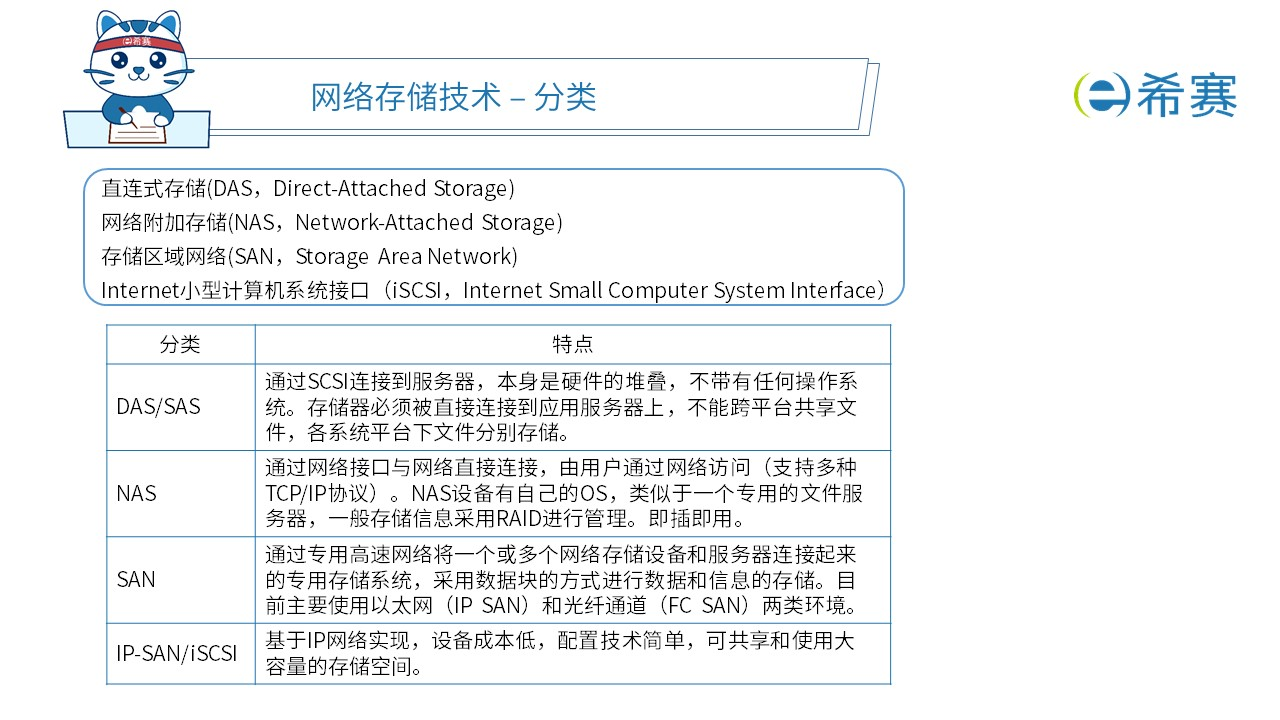 希赛
网络存储技术 – 分类
希赛
直连式存储(DAS，Direct-Attached Storage)
网络附加存储(NAS，Network-Attached Storage)
存储区域网络(SAN，Storage Area Network)
Internet小型计算机系统接口（iSCSI，Internet Small Computer System Interface）
分类
特点
DAS/SAS
通过SCSI连接到服务器，本身是硬件的堆叠，不带有任何操作系
统。存储器必须被直接连接到应用服务器上，不能跨平台共享文
件，各系统平台下文件分别存储。
NAS
通过网络接口与网络直接连接，由用户通过网络访问（支持多种
TCP/IP协议）。NAS设备有自己的OS，类似于一个专用的文件服
务器，一般存储信息采用RAID进行管理。即插即用。
SAN
通过专用高速网络将一个或多个网络存储设备和服务器连接起来
的专用存储系统，采用数据块的方式进行数据和信息的存储。目
前主要使用以太网（IP SAN）和光纤通道（FC SAN）两类环境。
IP-SAN/iSCSI
基于IP网络实现，设备成本低，配置技术简单，可共享和使用大
容量的存储空间。